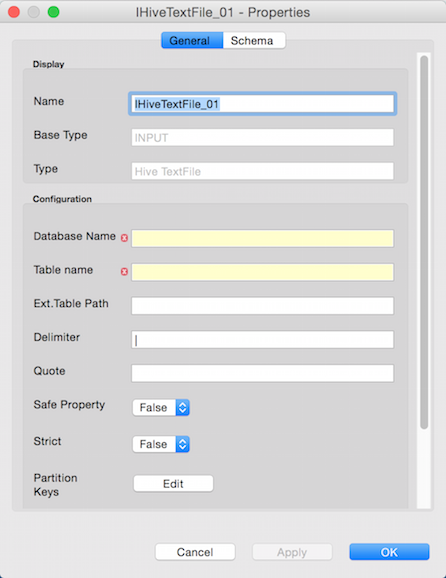 IHiveTextFile_01 - Properties
General Schema
Display
Name IHiveTextFile_01
Base Type INPUT
Type Hive TextFile
Configuration
Database Name
Table name
Ext.Table Path
Delimiter |
Quote
Safe Property False
Strict False
Partition
Keys Edit
Cancel Apply OK